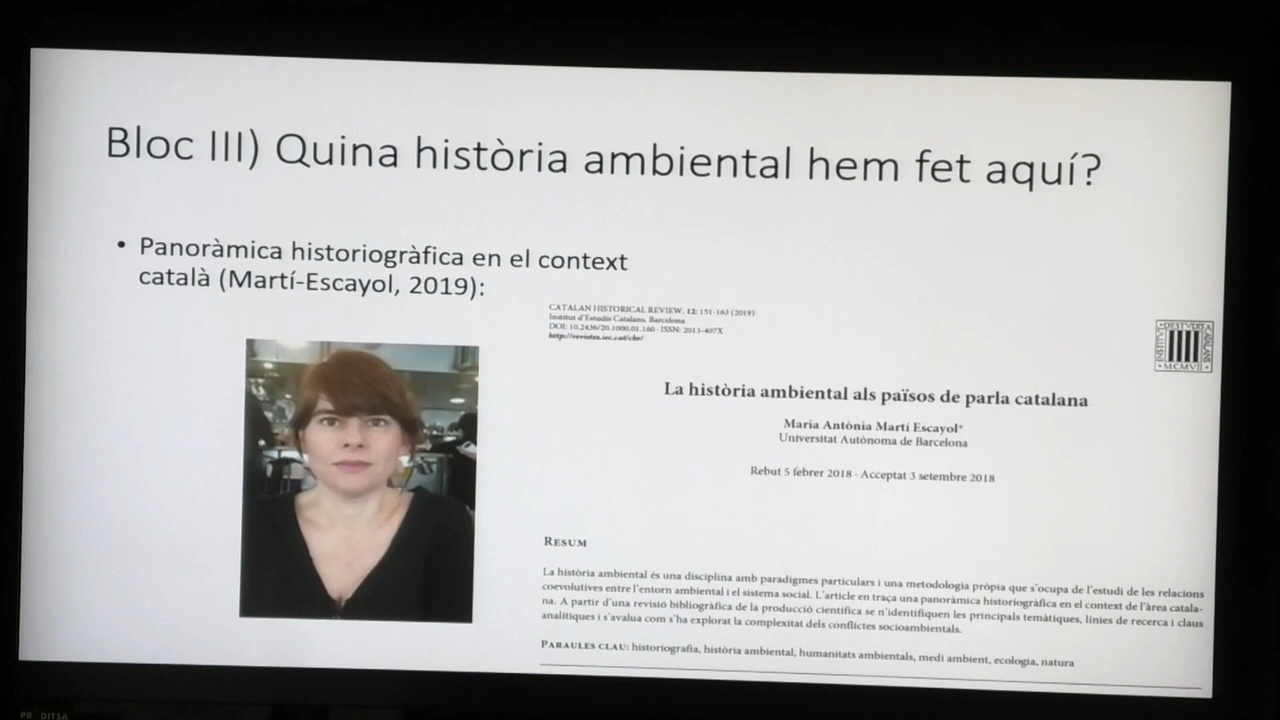 Bloc III) Quina història ambiental hem fet aquí?
• Panoràmica historiogràfica en el context
català (Martí-Escayol, 2019):
CATALAN HISTORICAL REVIEW, 12: 151-163 (2019)
Institut d'Estudis Catalans, Barcelona
DOI: 10.2436/20.1000.01.160 · ISSN: 2013-407X
http://revistes.iec.cat/chr/
INSTITVT D'ESTVDIS CATALANS
MCMVII
La història ambiental als països de parla catalana
Maria Antònia Martí Escayol*
Universitat Autònoma de Barcelona
Rebut 5 febrer 2018 · Acceptat 3 setembre 2018
Resum
La història ambiental és una disciplina amb paradigmes particulars i una metodologia pròpia que s'ocupa de l'estudi de les relacions
coevolutives entre l'entorn ambiental i el sistema social. L'article en traça una panoràmica historiogràfica en el context de l'àrea catala-
na. A partir d'una revisió bibliogràfica de la producció científica se n'identifiquen les principals temàtiques, línies de recerca i claus
analítiques i s'avalua com s'ha explorat la complexitat dels conflictes socioambientals.
Paraules clau: historiografia, història ambiental, humanitats ambientals, medi ambient, ecologia, natura